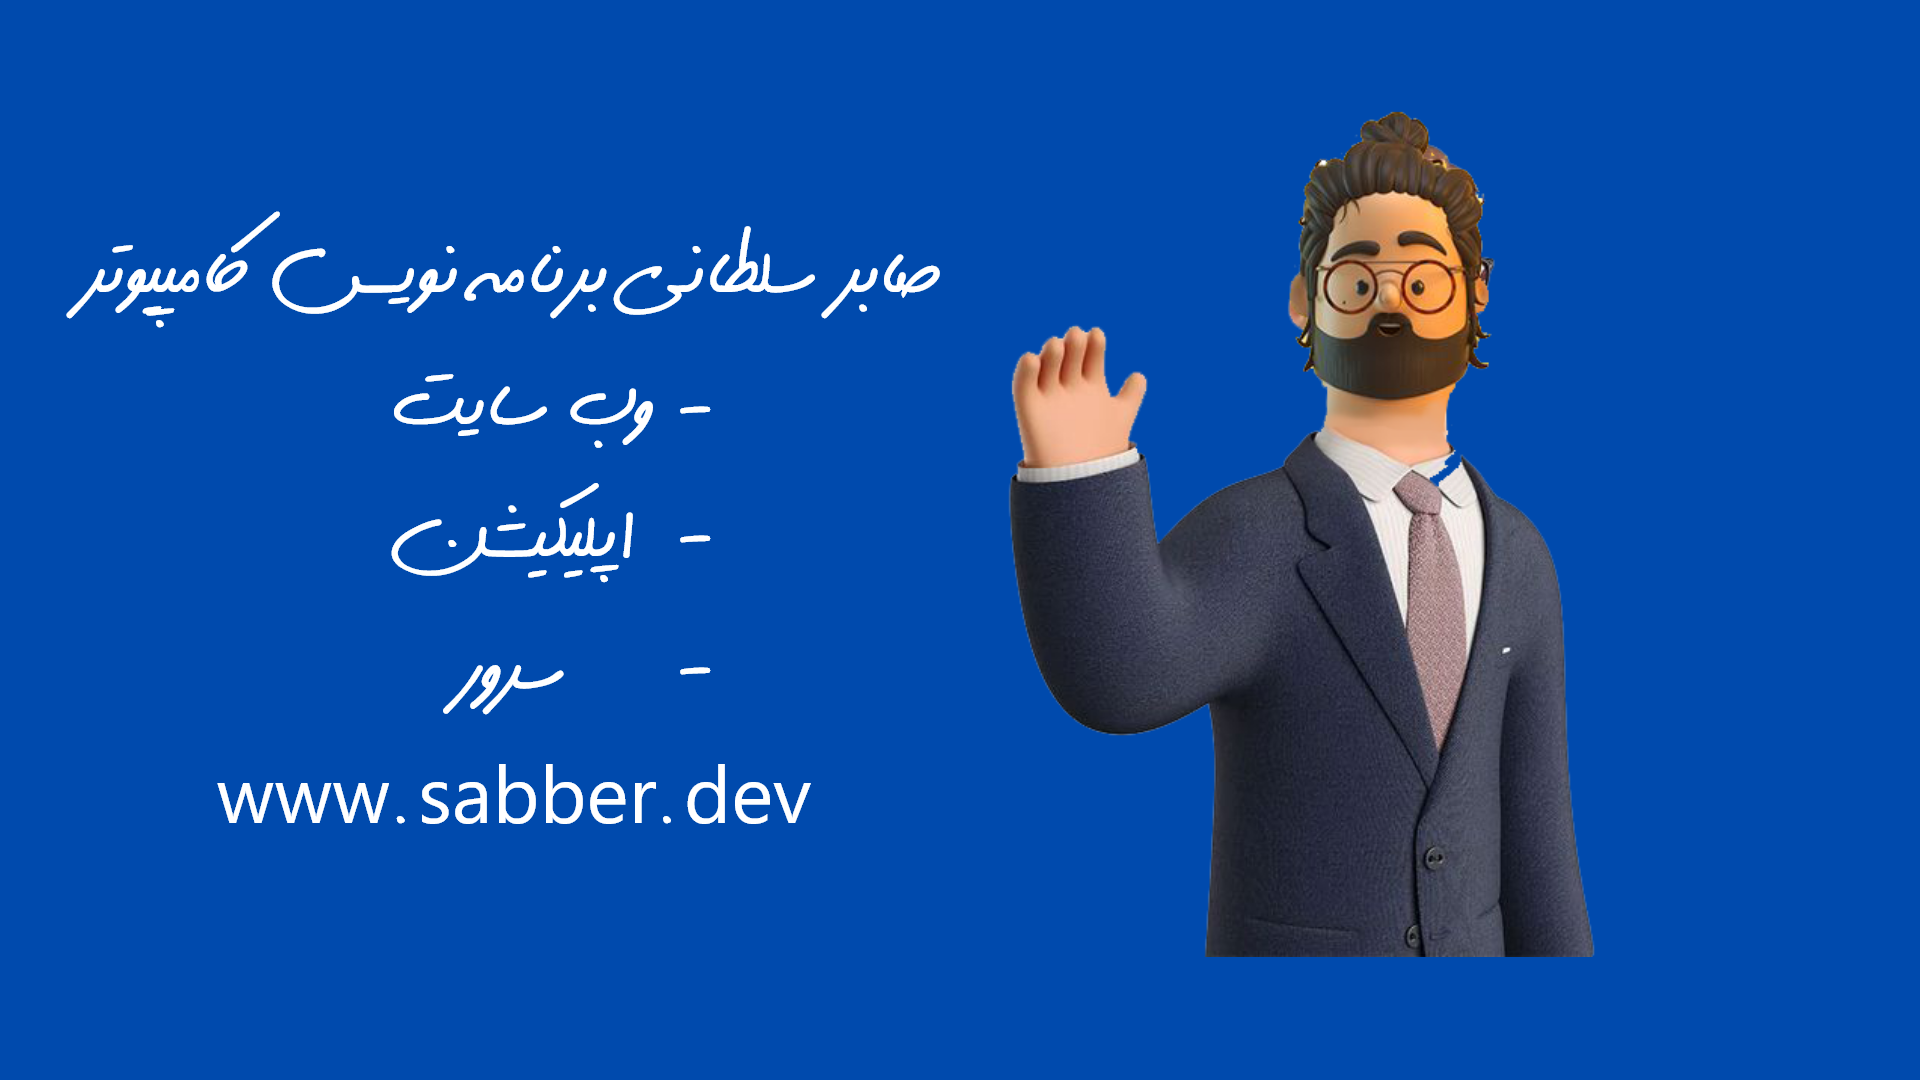 صابر سلطانی برنامه نویس کامپیوتر
- وب سایت
- اپلیکیشن
- سرور
www.sabber.dev